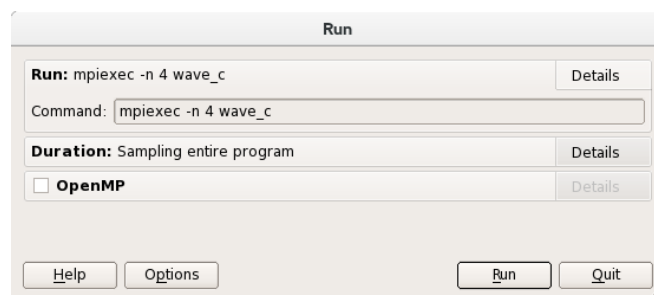 Run
Run: mpiexec -n 4 wave_c Details
Command: mpiexec -n 4 wave_c
Duration: Sampling entire program Details
OpenMP Details
Help Options Run Quit